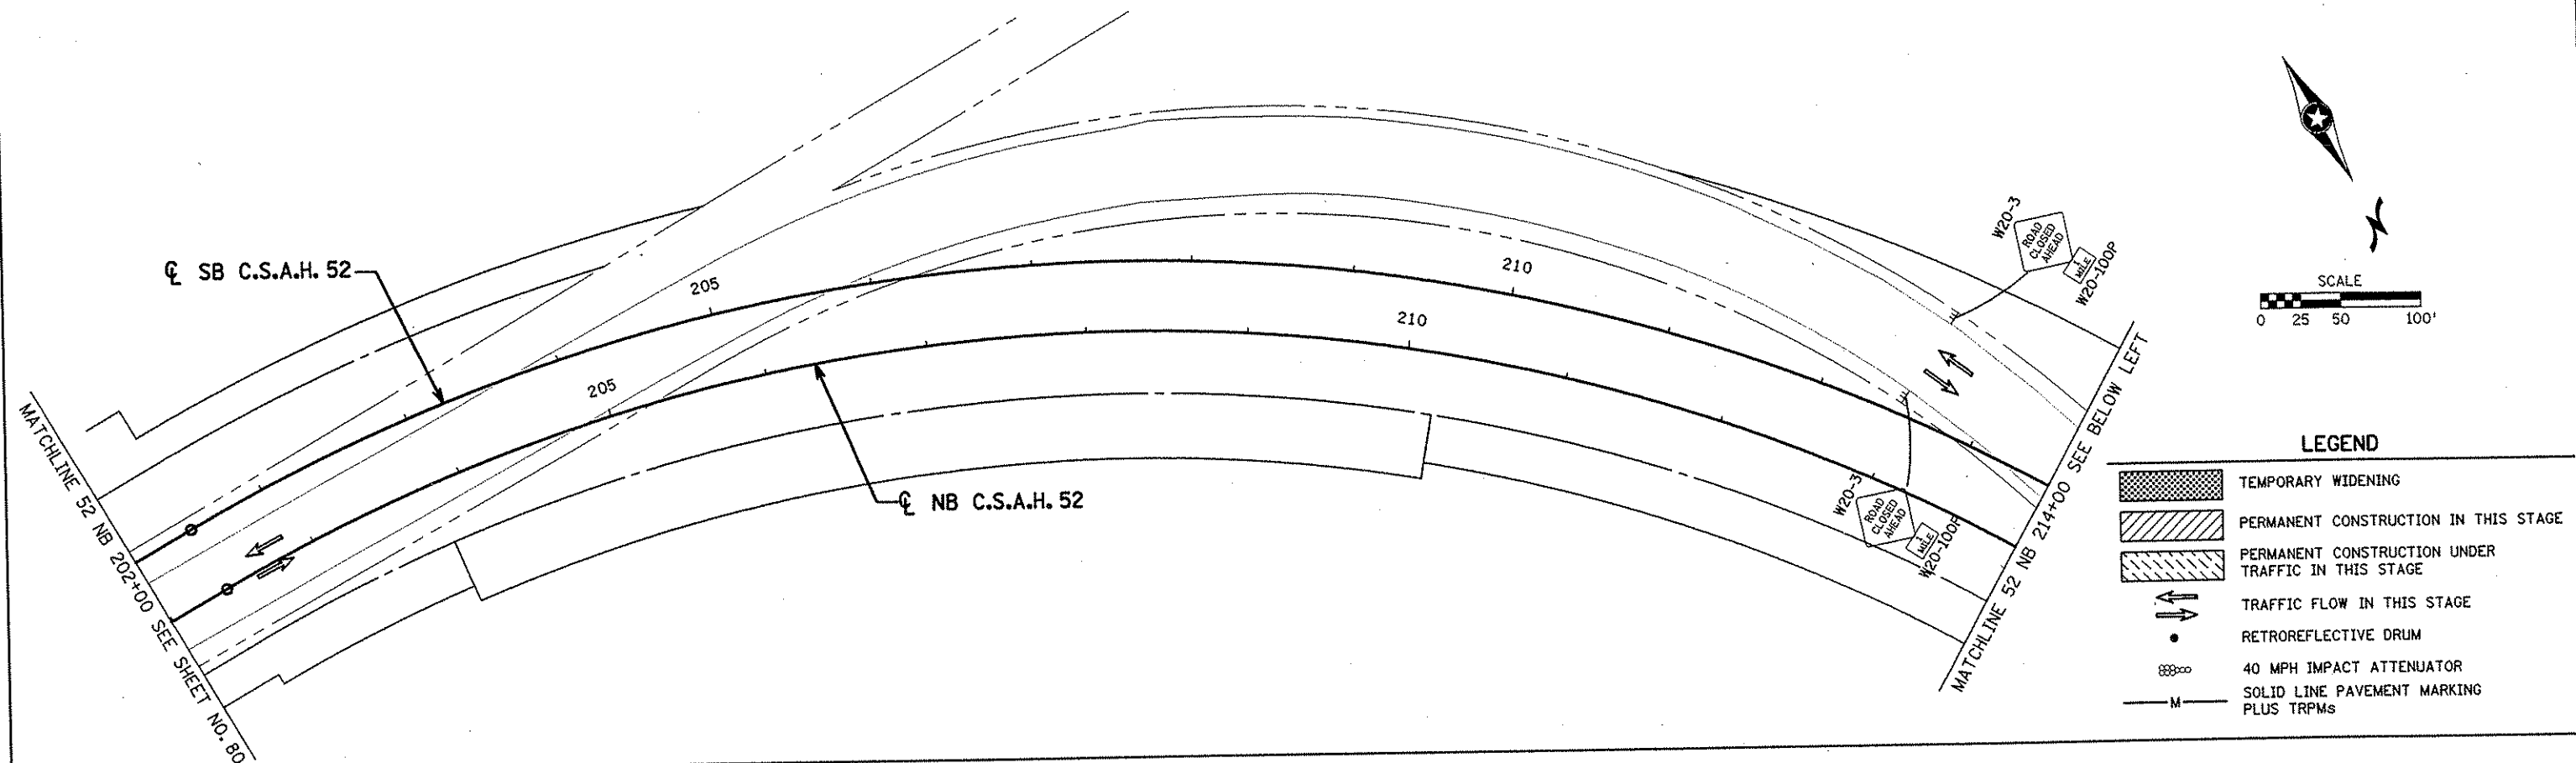 W20-3
ROAD
CLOSED
AHEAD
1
MILE
W20-100P
℄ SB C.S.A.H. 52
205
210
SCALE
0 25 50 100'
210
205
MATCHLINE 52 NB 202+00 SEE SHEET NO. 80
MATCHLINE 52 NB 214+00 SEE BELOW LEFT
℄ NB C.S.A.H. 52
W20-3
ROAD
CLOSED
AHEAD
1
MILE
W20-100P
LEGEND
TEMPORARY WIDENING
PERMANENT CONSTRUCTION IN THIS STAGE
PERMANENT CONSTRUCTION UNDER
TRAFFIC IN THIS STAGE
TRAFFIC FLOW IN THIS STAGE
RETROREFLECTIVE DRUM
40 MPH IMPACT ATTENUATOR
M
SOLID LINE PAVEMENT MARKING
PLUS TRPMs